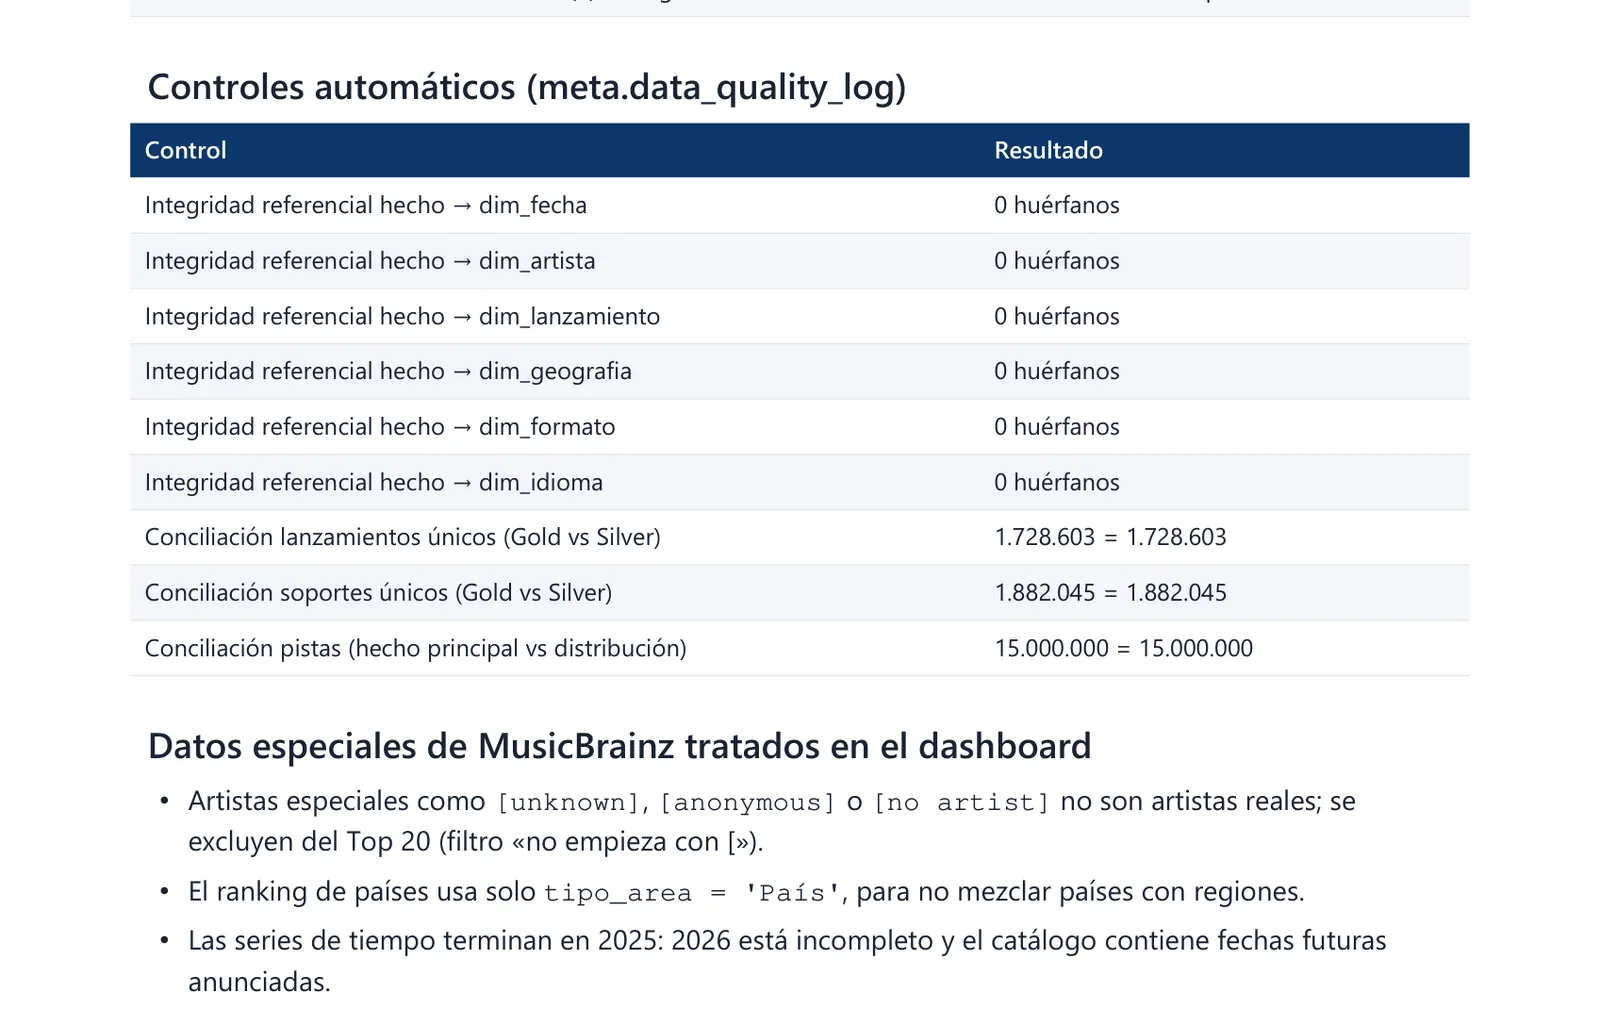 Controles automáticos (meta.data_quality_log)
Control Resultado
Integridad referencial hecho → dim_fecha 0 huérfanos
Integridad referencial hecho → dim_artista 0 huérfanos
Integridad referencial hecho → dim_lanzamiento 0 huérfanos
Integridad referencial hecho → dim_geografia 0 huérfanos
Integridad referencial hecho → dim_formato 0 huérfanos
Integridad referencial hecho → dim_idioma 0 huérfanos
Conciliación lanzamientos únicos (Gold vs Silver) 1.728.603 = 1.728.603
Conciliación soportes únicos (Gold vs Silver) 1.882.045 = 1.882.045
Conciliación pistas (hecho principal vs distribución) 15.000.000 = 15.000.000
Datos especiales de MusicBrainz tratados en el dashboard
• Artistas especiales como [unknown], [anonymous] o [no artist] no son artistas reales; se
excluyen del Top 20 (filtro «no empieza con [»).
• El ranking de países usa solo tipo_area = 'País', para no mezclar países con regiones.
• Las series de tiempo terminan en 2025: 2026 está incompleto y el catálogo contiene fechas futuras
anunciadas.